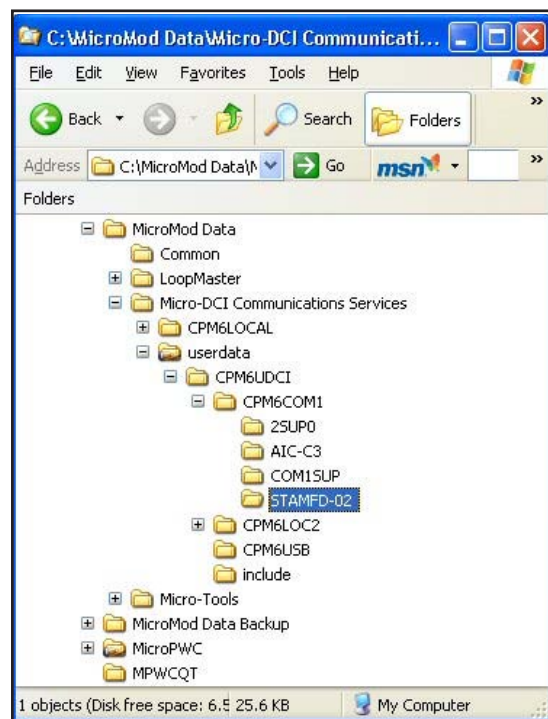 C:\MicroMod Data\Micro-DCI Communicati...
File Edit View Favorites Tools Help
Back Search Folders »
Address C:\MicroMod Data\M Go msn »
Folders
MicroMod Data
Common
LoopMaster
Micro-DCI Communications Services
CPM6LOCAL
userdata
CPM6UDCI
CPM6COM1
2SUP0
AIC-C3
COM1SUP
STAMFD-02
CPM6LOC2
CPM6USB
include
Micro-Tools
MicroMod Data Backup
MicroPWC
MPWCQT
1 objects (Disk free space: 6.5 25.6 KB My Computer